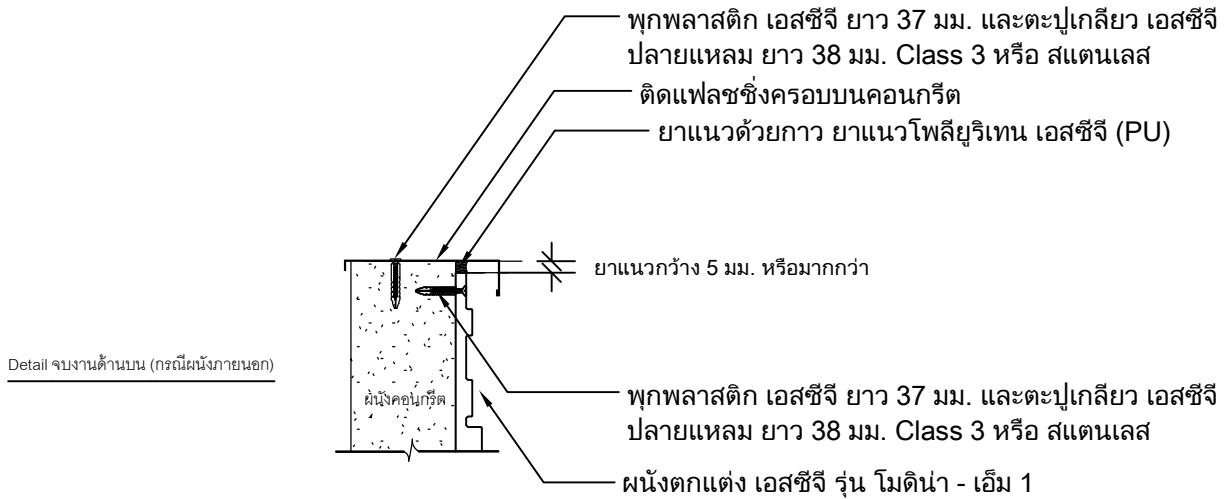 พุกพลาสติก เอสซีจี ยาว 37 มม. และตะปูเกลียว เอสซีจี
ปลายแหลม ยาว 38 มม. Class 3 หรือ สแตนเลส
ติดแฟลชชิ่งครอบบนคอนกรีต
ยาแนวด้วยกาว ยาแนวโพลียูริเทน เอสซีจี (PU)
ยาแนวกว้าง 5 มม. หรือมากกว่า
Detail จบงานด้านบน (กรณีผนังภายนอก)
ผนังคอนกรีต
พุกพลาสติก เอสซีจี ยาว 37 มม. และตะปูเกลียว เอสซีจี
ปลายแหลม ยาว 38 มม. Class 3 หรือ สแตนเลส
ผนังตกแต่ง เอสซีจี รุ่น โมดิน่า - เอ็ม 1